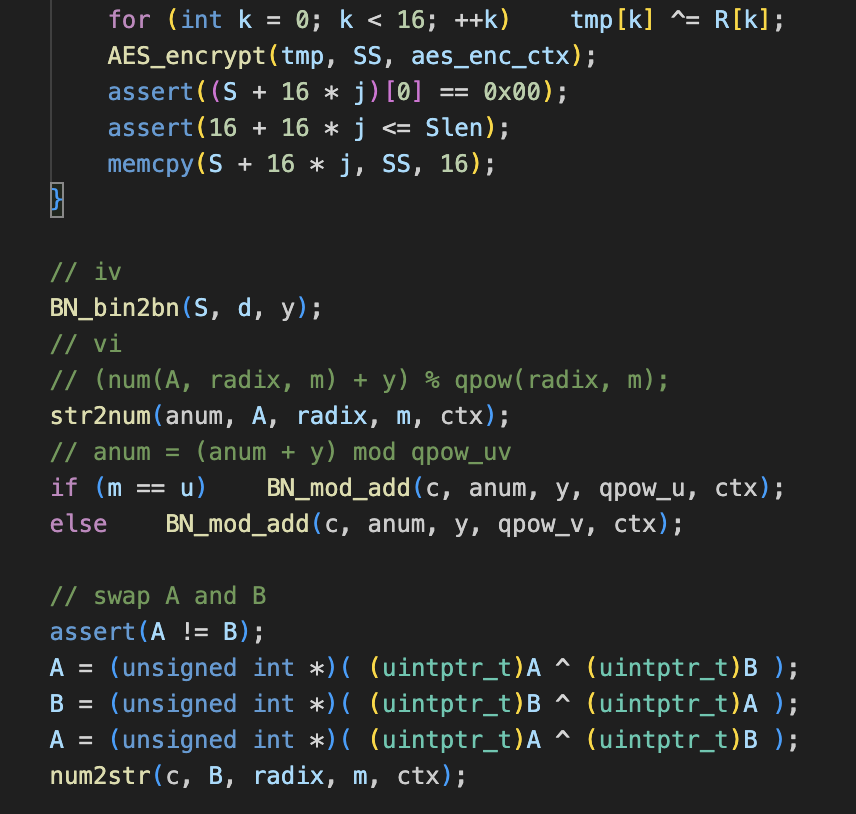 for (int k = 0; k < 16; ++k)    tmp[k] ^= R[k];
AES_encrypt(tmp, SS, aes_enc_ctx);
assert((S + 16 * j)[0] == 0x00);
assert(16 + 16 * j <= Slen);
memcpy(S + 16 * j, SS, 16);
}
// iv
BN_bin2bn(S, d, y);
// vi
// (num(A, radix, m) + y) % qpow(radix, m);
str2num(anum, A, radix, m, ctx);
// anum = (anum + y) mod qpow_uv
if (m == u)    BN_mod_add(c, anum, y, qpow_u, ctx);
else    BN_mod_add(c, anum, y, qpow_v, ctx);
// swap A and B
assert(A != B);
A = (unsigned int *)( (uintptr_t)A ^ (uintptr_t)B );
B = (unsigned int *)( (uintptr_t)B ^ (uintptr_t)A );
A = (unsigned int *)( (uintptr_t)A ^ (uintptr_t)B );
num2str(c, B, radix, m, ctx);